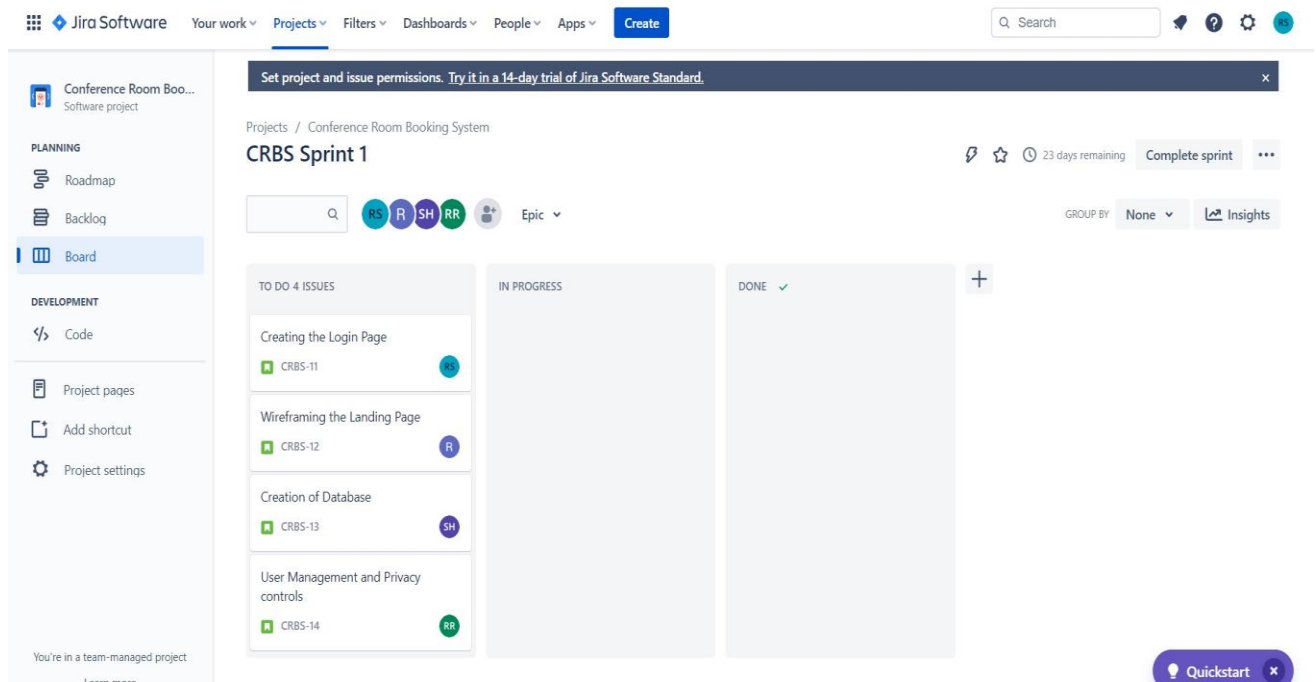 Jira Software Your work Projects Filters Dashboards People Apps Create Search RS
Set project and issue permissions. Try it in a 14-day trial of Jira Software Standard. x
Conference Room Boo...
Software project
PLANNING
Roadmap
Backlog
Board
DEVELOPMENT
Code
Project pages
Add shortcut
Project settings
You're in a team-managed project
Learn more
Projects / Conference Room Booking System
CRBS Sprint 1
23 days remaining Complete sprint
RS R SH RR Epic GROUP BY None Insights
TO DO 4 ISSUES
Creating the Login Page
CRBS-11 RS
Wireframing the Landing Page
CRBS-12 R
Creation of Database
CRBS-13 SH
User Management and Privacy
controls
CRBS-14 RR
IN PROGRESS
DONE
Quickstart x